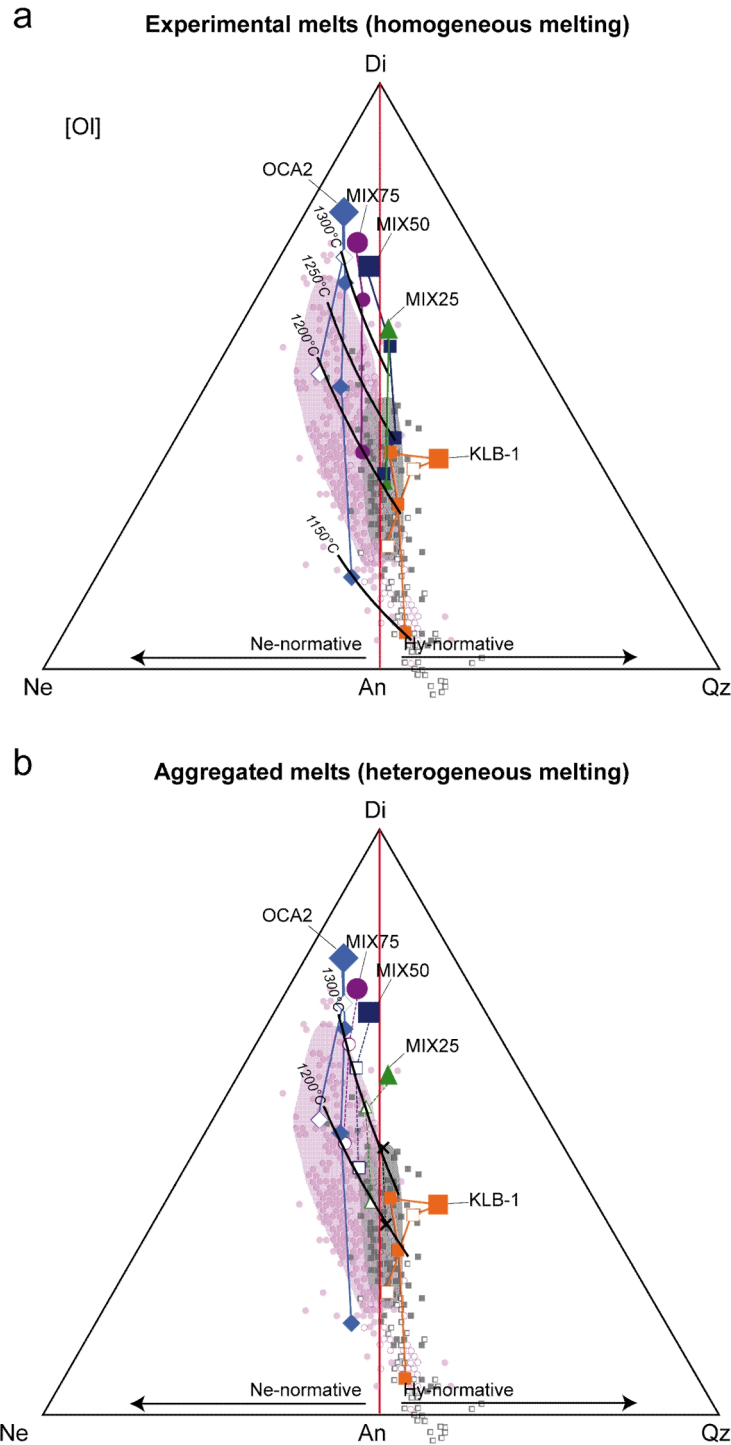 a
Experimental melts (homogeneous melting)
Di
[Ol]
OCA2
MIX75
1300°C
MIX50
1250°C
MIX25
1200°C
KLB-1
1150°C
Ne-normative
Hy-normative
Ne
An
Qz
b
Aggregated melts (heterogeneous melting)
Di
OCA2
MIX75
MIX50
1300°C
MIX25
1200°C
KLB-1
Ne-normative
Hy-normative
Ne
An
Qz